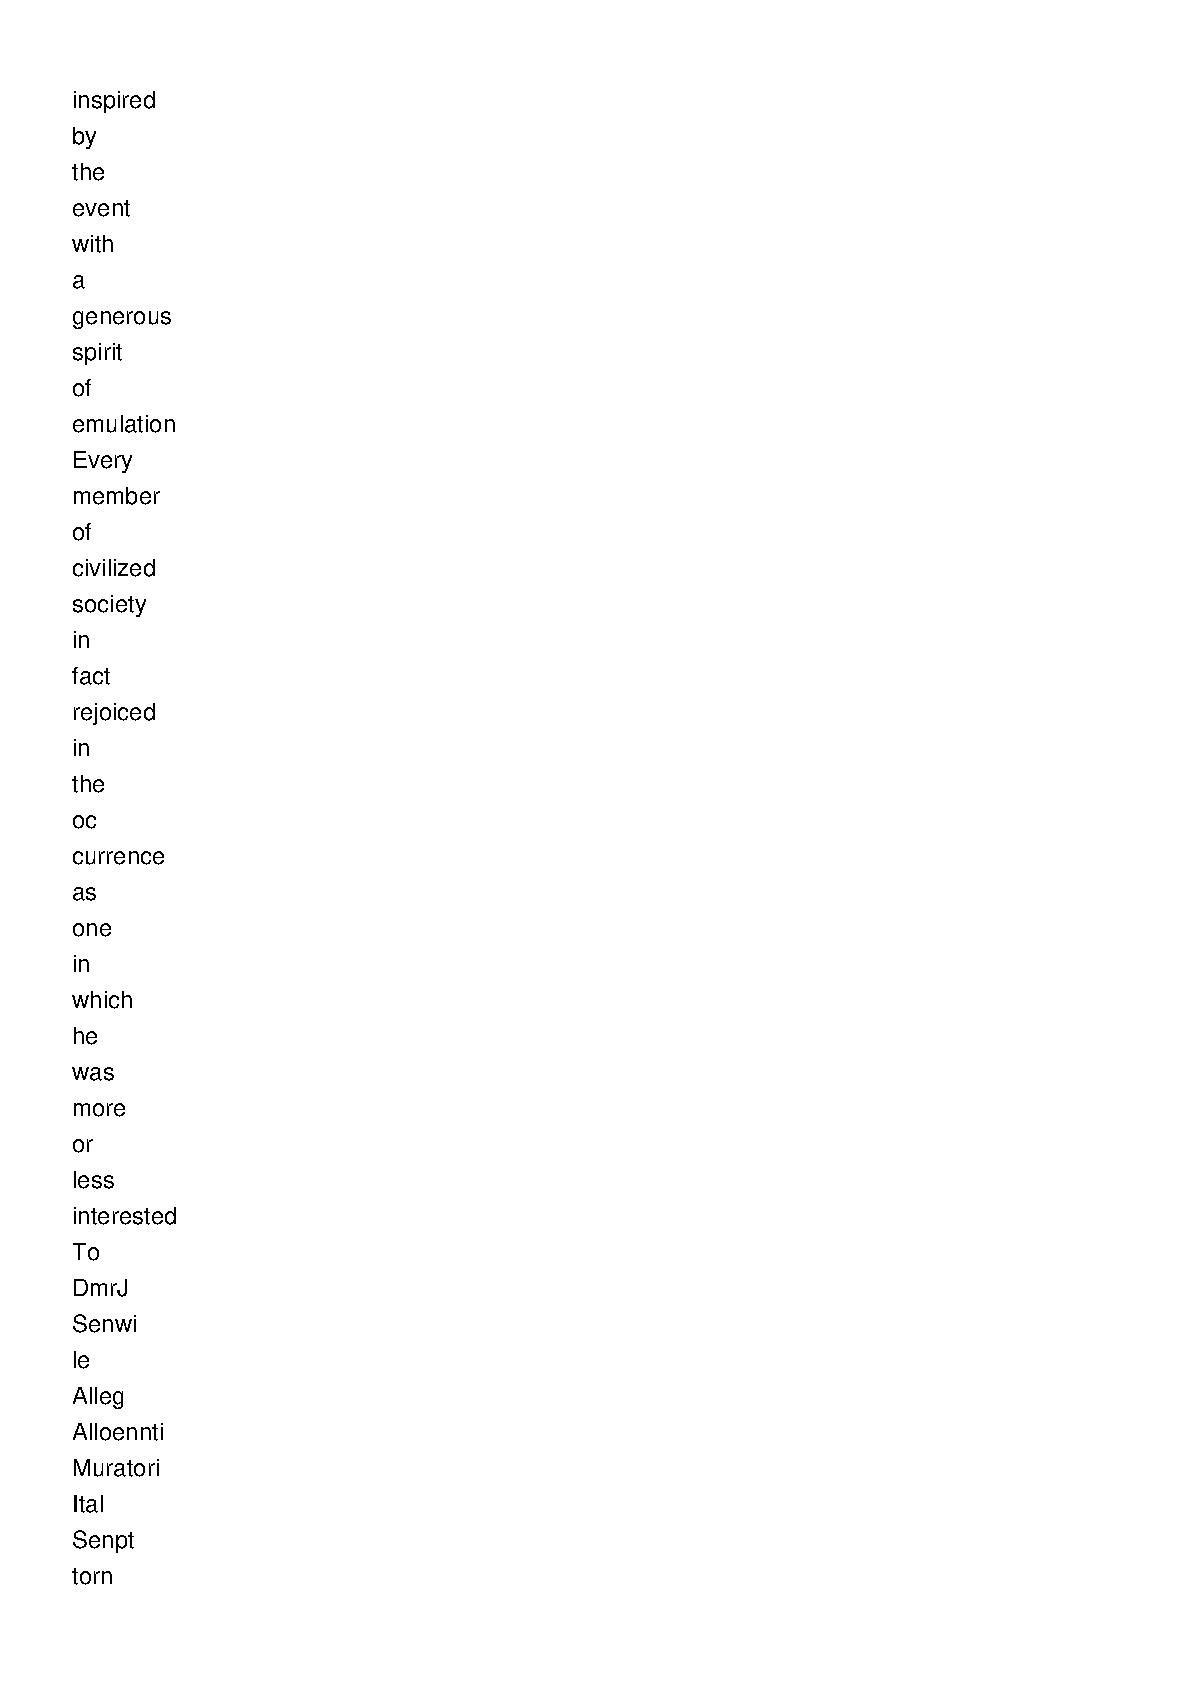 inspired
by
the
event
with
a
generous
spirit
of
emulation
Every
member
of
civilized
society
in
fact
rejoiced
in
the
oc
currence
as
one
in
which
he
was
more
or
less
interested
To
DmrJ
Senwi
le
Alleg
Alloennti
Muratori
Ital
Senpt
torn